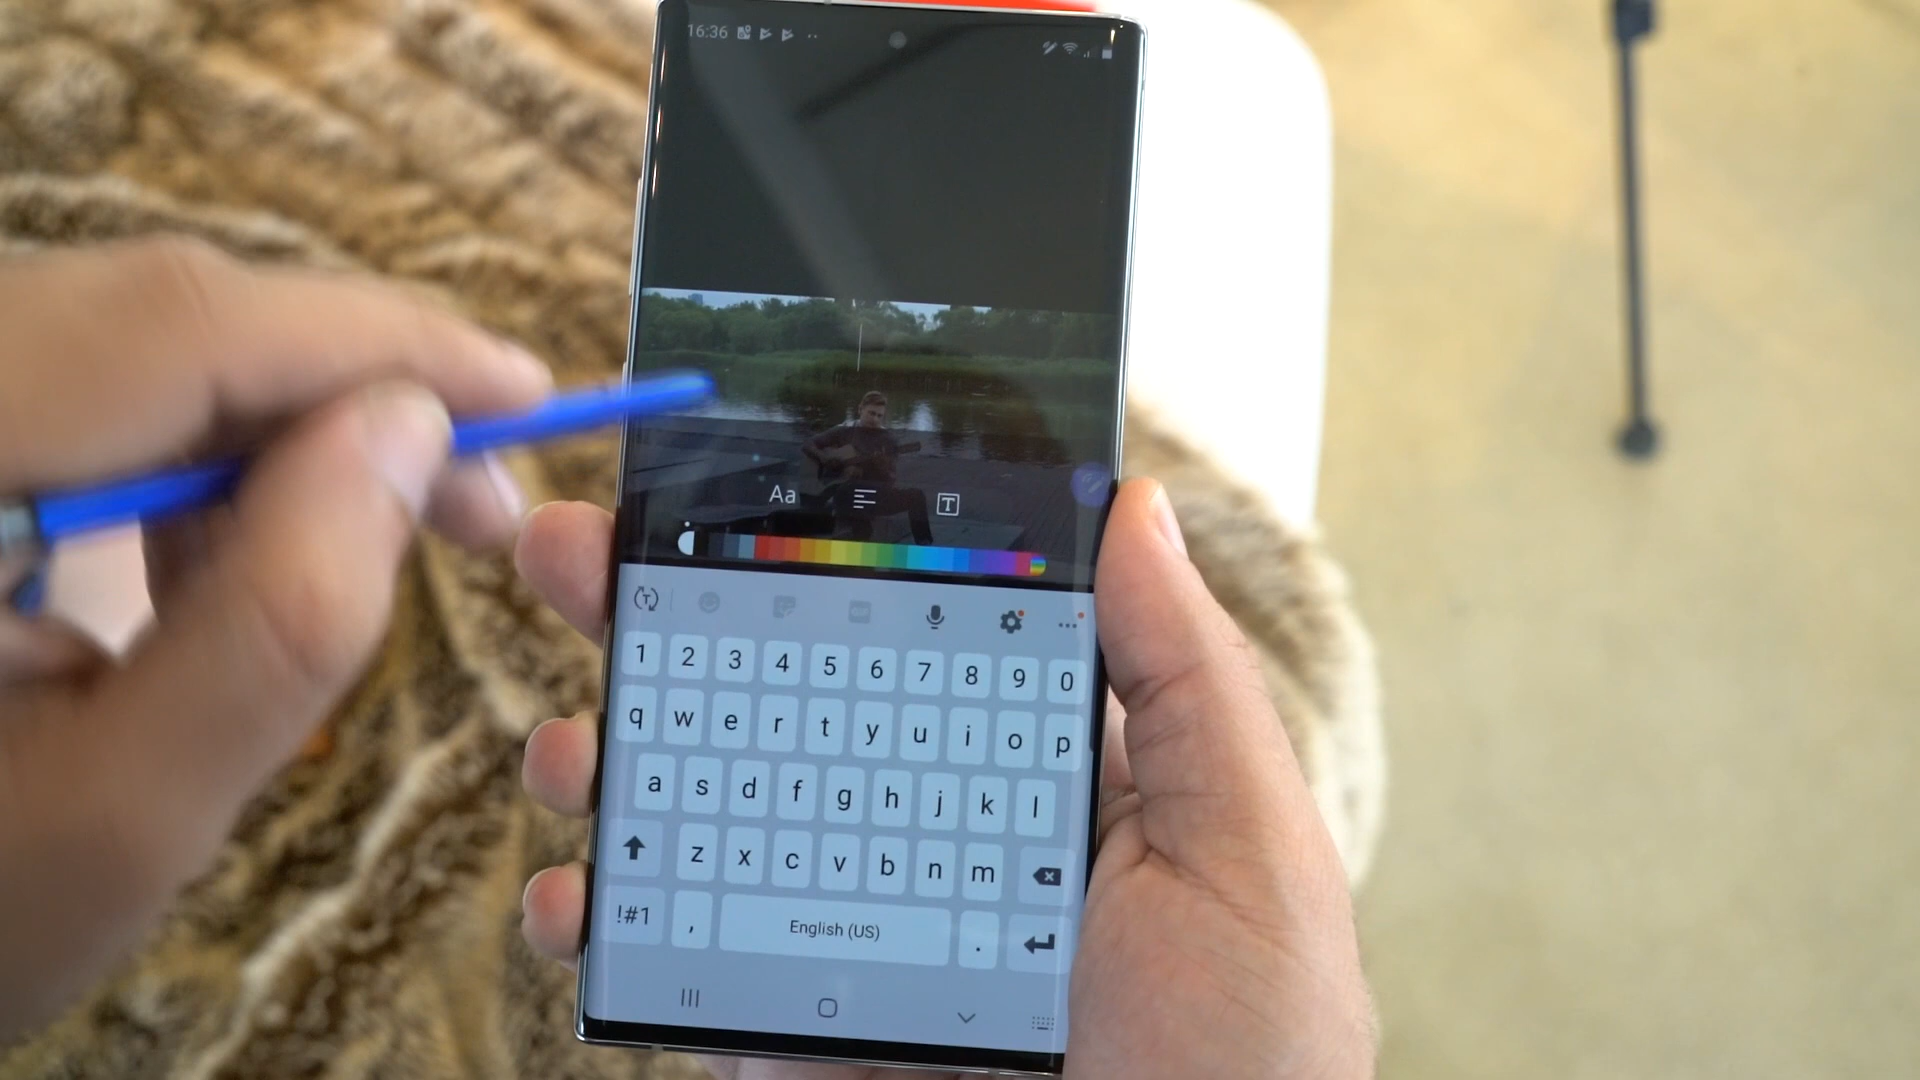 16:36
Aa
T
T
1 2 3 4 5 6 7 8 9 0
q w e r t y u i o p
a s d f g h j k l
z x c v b n m
!#1 , English (US) .